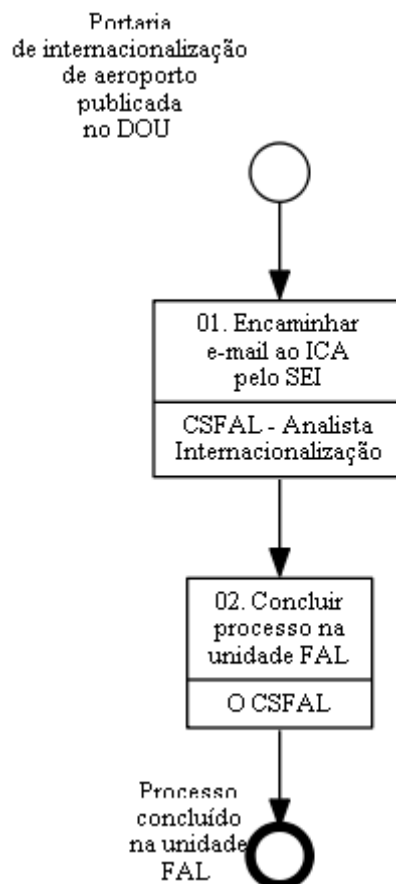 Portaria
de internacionalização
de aeroporto
publicada
no DOU
01. Encaminhar
e-mail ao ICA
pelo SEI
CSFAL - Analista
Internacionalização
02. Concluir
processo na
unidade FAL
O CSFAL
Processo
concluído
na unidade
FAL